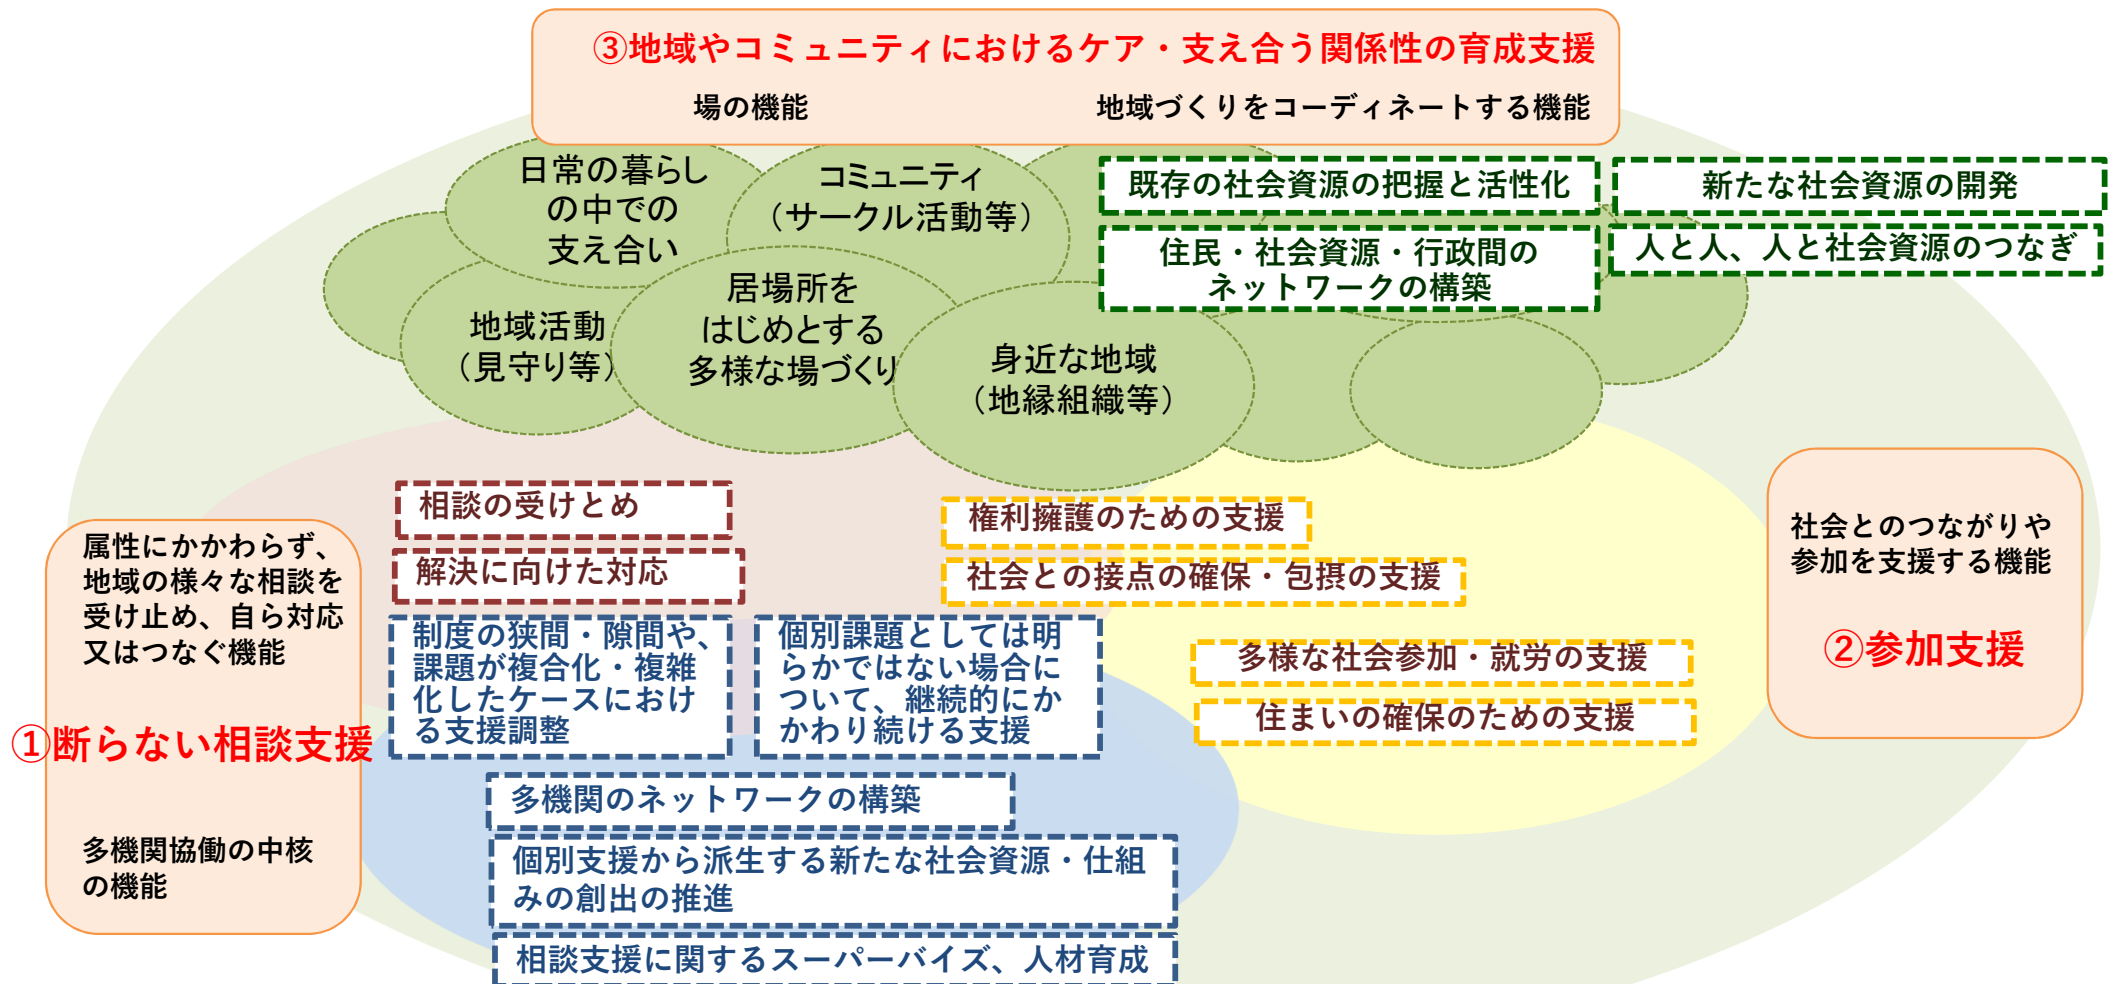 ③地域やコミュニティにおけるケア・支え合う関係性の育成支援
場の機能
地域づくりをコーディネートする機能
日常の暮らし
の中での
支え合い
コミュニティ
（サークル活動等）
既存の社会資源の把握と活性化
新たな社会資源の開発
住民・社会資源・行政間の
ネットワークの構築
人と人、人と社会資源のつなぎ
地域活動
（見守り等）
居場所を
はじめとする
多様な場づくり
身近な地域
（地縁組織等）
属性にかかわらず、
地域の様々な相談を
受け止め、自ら対応
又はつなぐ機能
①断らない相談支援
多機関協働の中核
の機能
相談の受けとめ
解決に向けた対応
制度の狭間・隙間や、
課題が複合化・複雑
化したケースにおけ
る支援調整
個別課題としては明
らかではない場合に
ついて、継続的にか
かわり続ける支援
多機関のネットワークの構築
個別支援から派生する新たな社会資源・仕組
みの創出の推進
相談支援に関するスーパーバイズ、人材育成
権利擁護のための支援
社会との接点の確保・包摂の支援
多様な社会参加・就労の支援
住まいの確保のための支援
社会とのつながりや
参加を支援する機能
②参加支援